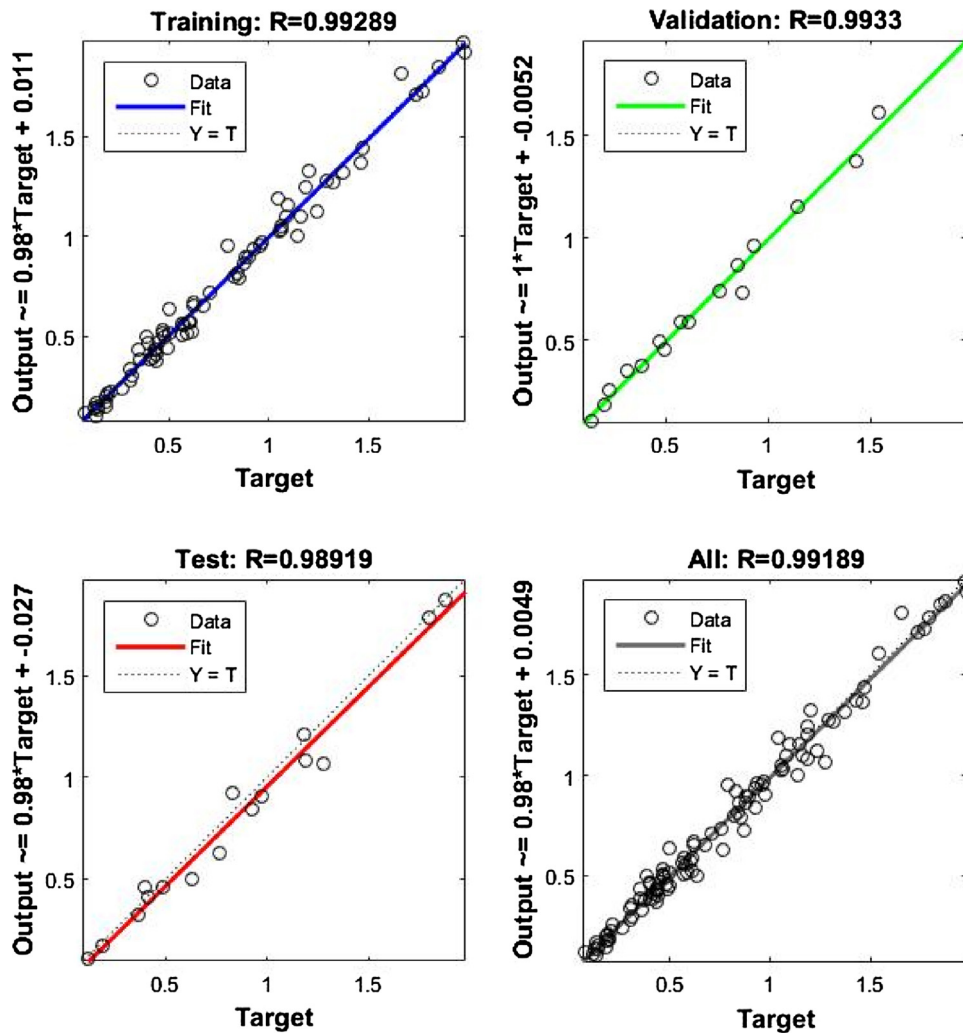 Training: R=0.99289
Output ~= 0.98*Target + 0.011
Data
Fit
Y = T
1.5
1
0.5
0.5
1
1.5
Target
Validation: R=0.9933
Output ~= 1*Target + -0.0052
Data
Fit
Y = T
1.5
1
0.5
0.5
1
1.5
Target
Test: R=0.98919
Output ~= 0.98*Target + -0.027
Data
Fit
Y = T
1.5
1
0.5
0.5
1
1.5
Target
All: R=0.99189
Output ~= 0.98*Target + 0.0049
Data
Fit
Y = T
1.5
1
0.5
0.5
1
1.5
Target